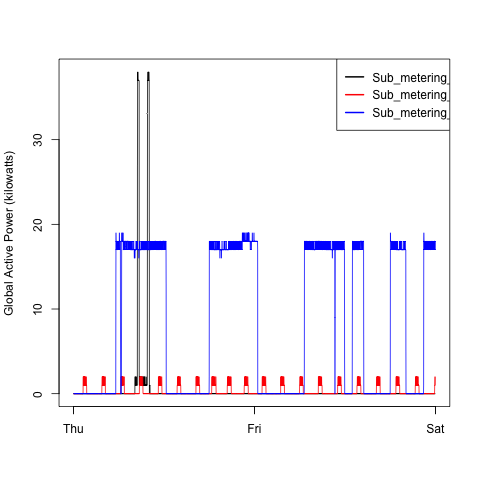 Sub_metering_
Sub_metering_
Sub_metering_
Global Active Power (kilowatts)
30
20
10
0
Thu Fri Sat